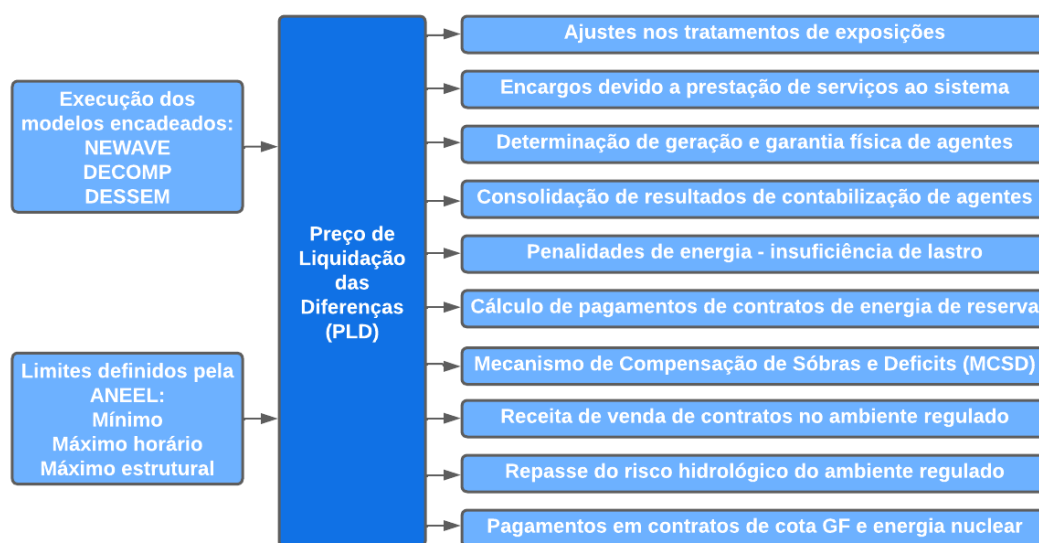 Execução dos
modelos encadeados:
NEWAVE
DECOMP
DESSEM
Limites definidos pela
ANEEL:
Mínimo
Máximo horário
Máximo estrutural
Preço de
Liquidação
das
Diferenças
(PLD)
Ajustes nos tratamentos de exposições
Encargos devido a prestação de serviços ao sistema
Determinação de geração e garantia física de agentes
Consolidação de resultados de contabilização de agentes
Penalidades de energia - insuficiência de lastro
Cálculo de pagamentos de contratos de energia de reserva
Mecanismo de Compensação de Sóbras e Deficits (MCSD)
Receita de venda de contratos no ambiente regulado
Repasse do risco hidrológico do ambiente regulado
Pagamentos em contratos de cota GF e energia nuclear